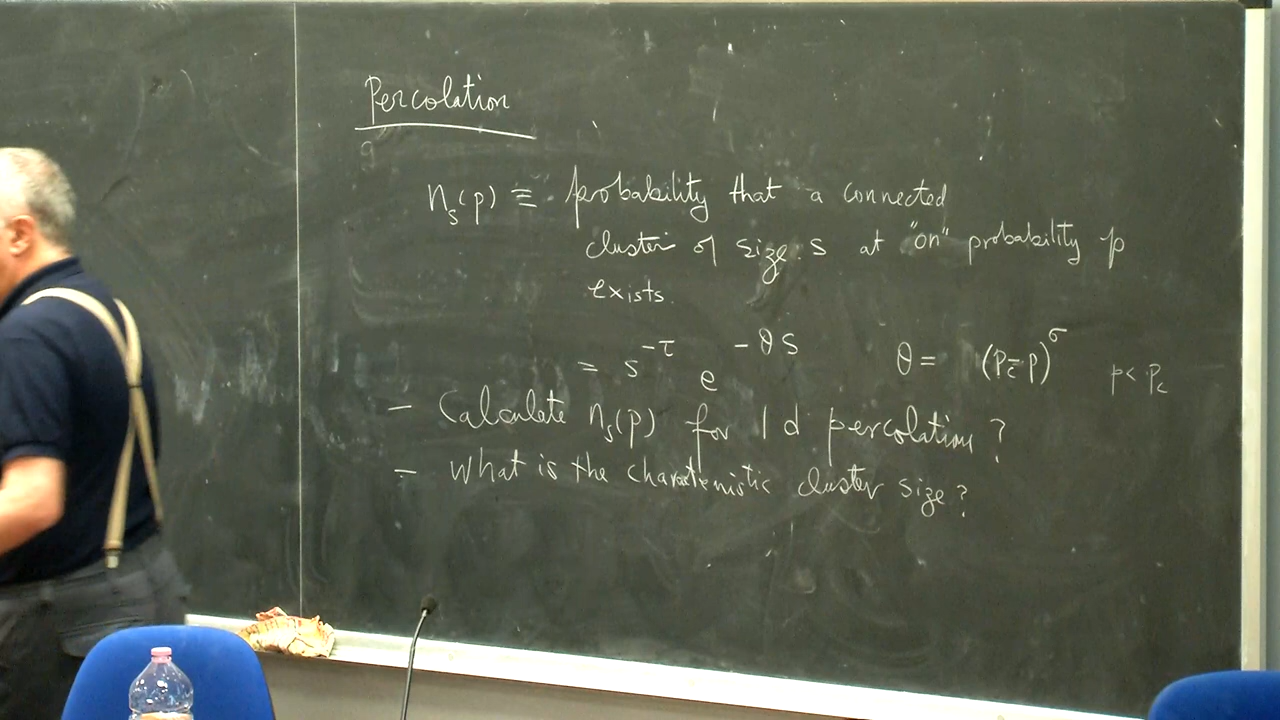 Percolation
n_s(p) ≡ probability that a connected
cluster of size s at "on" probability p
exists.
= s^{-τ} e^{-θs} θ = (p_c - p)^σ p < p_c
- Calculate n_s(p) for 1d percolation?
- What is the charateristic cluster size?